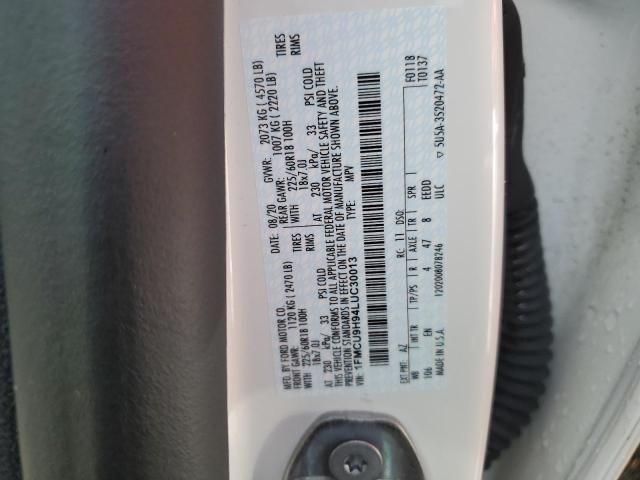 MFD. BY FORD MOTOR CO. 08/20 GVWR: 2073 KG ( 4570 LB)
FRONT GAWR: 1120 KG ( 2470 LB) REAR GAWR: 1007 KG ( 2220 LB)
WITH 225/60R18 100H TIRES WITH 225/60R18 100H TIRES
18x7.0J RIMS 18x7.0J RIMS
AT 230 kPa/ 33 PSI COLD AT 230 kPa/ 33 PSI COLD
THIS VEHICLE CONFORMS TO ALL APPLICABLE FEDERAL MOTOR VEHICLE SAFETY AND THEFT
PREVENTION STANDARDS IN EFFECT ON THE DATE OF MANUFACTURE SHOWN ABOVE.
VIN: 1FMCU9H94LUC30013 TYPE: MPV
F0118
T0137
EXT PNT: AZ RC: 11 DSO:
WB INT TR TP/PS R AXLE TR SPR
106 EN 4 47 8 EEDD
MADE IN U.S.A. 120200807B246 ULC
▽ 5U5A-3520472-AA